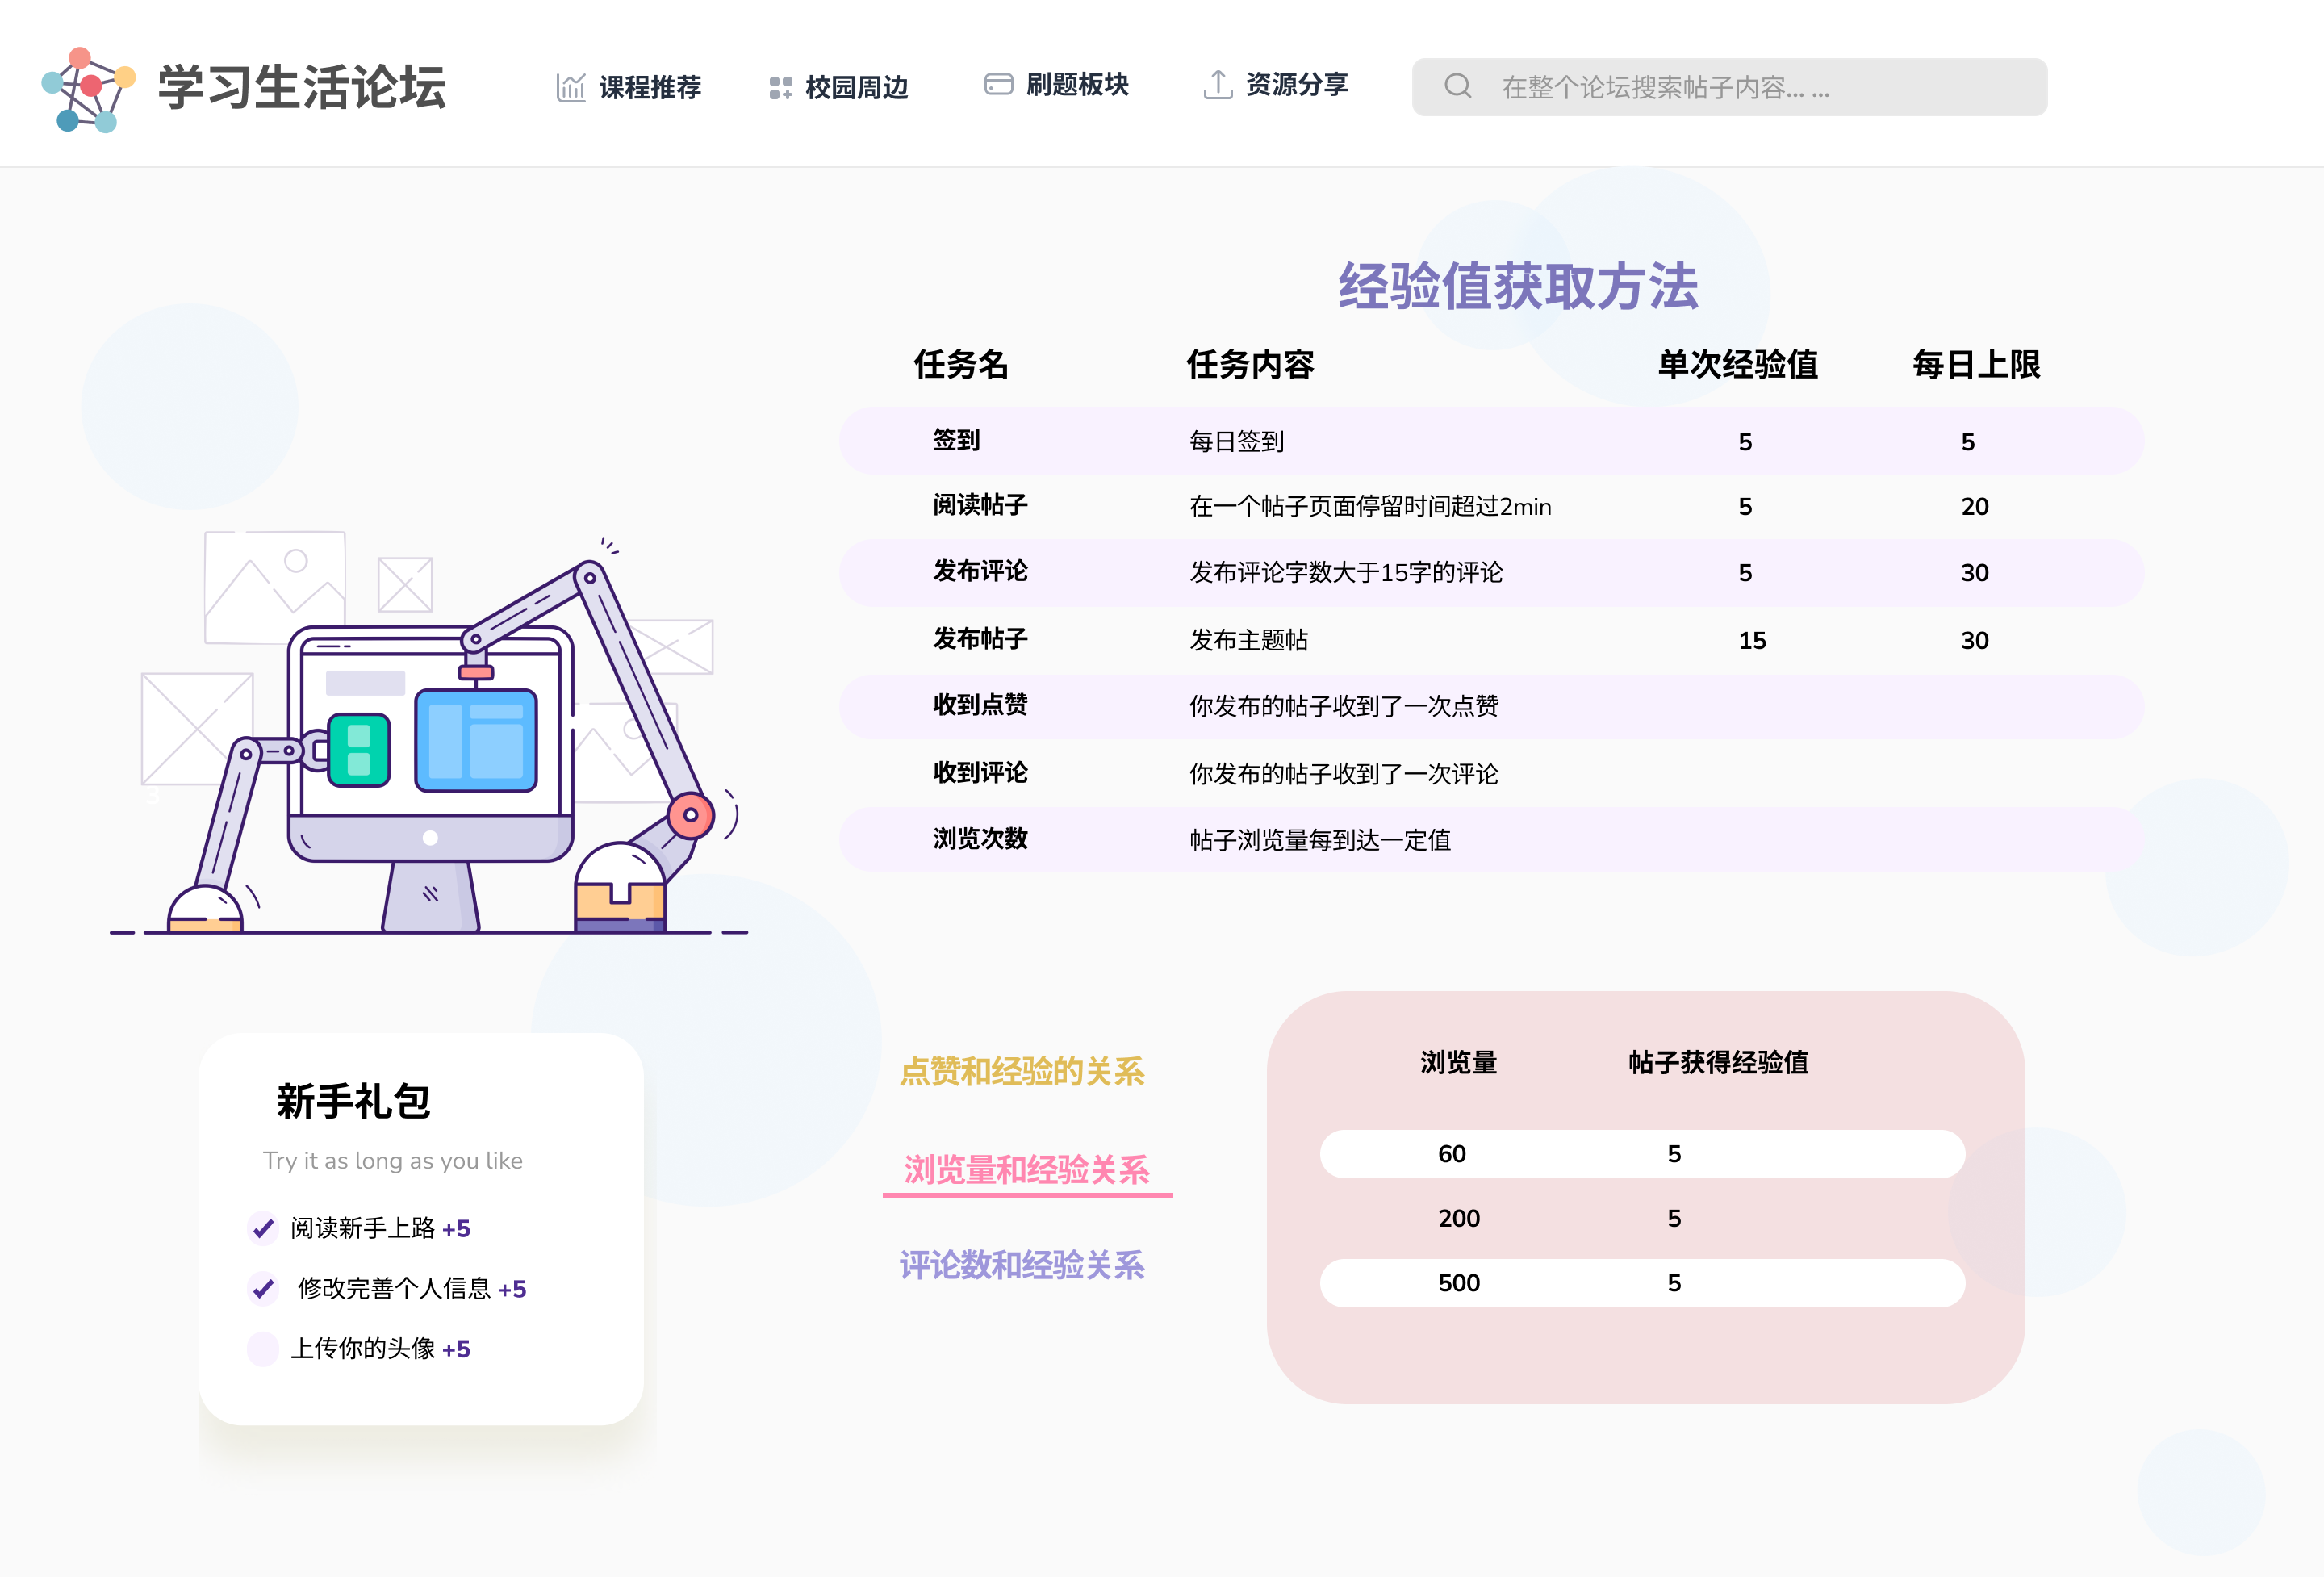 学习生活论坛
课程推荐
校园周边
刷题板块
资源分享
在整个论坛搜索帖子内容... ...
经验值获取方法
任务名 任务内容 单次经验值 每日上限
签到 每日签到 5 5
阅读帖子 在一个帖子页面停留时间超过2min 5 20
发布评论 发布评论字数大于15字的评论 5 30
发布帖子 发布主题帖 15 30
收到点赞 你发布的帖子收到了一次点赞
收到评论 你发布的帖子收到了一次评论
浏览次数 帖子浏览量每到达一定值
3
新手礼包
Try it as long as you like
阅读新手上路 +5
修改完善个人信息 +5
上传你的头像 +5
点赞和经验的关系
浏览量和经验关系
评论数和经验关系
浏览量 帖子获得经验值
60 5
200 5
500 5